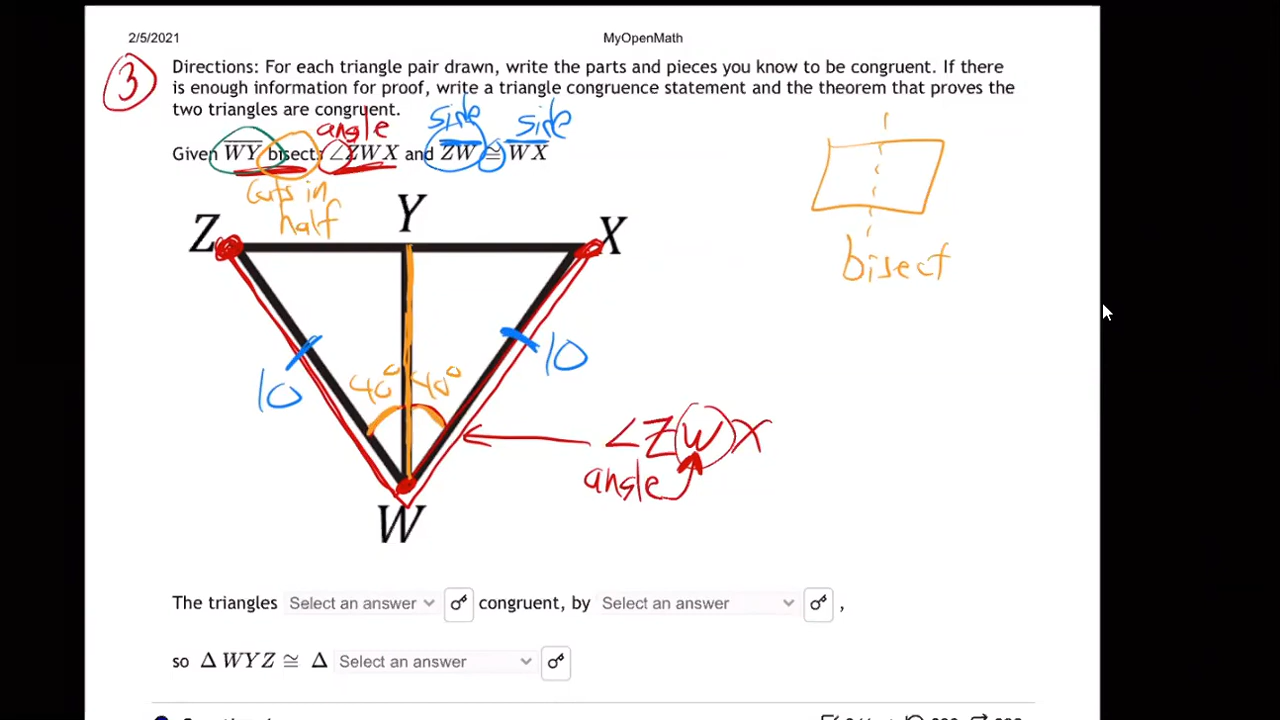 2/5/2021 MyOpenMath
3
Directions: For each triangle pair drawn, write the parts and pieces you know to be congruent. If there
is enough information for proof, write a triangle congruence statement and the theorem that proves the
two triangles are congruent.
angle side side
Given WY bisects ∠ZWX and ZW ≅ WX
cuts in
half
bisect
Z Y X
10 10
40° 40°
∠ZWX
angle
W
The triangles Select an answer congruent, by Select an answer ,
so Δ WYZ ≅ Δ Select an answer